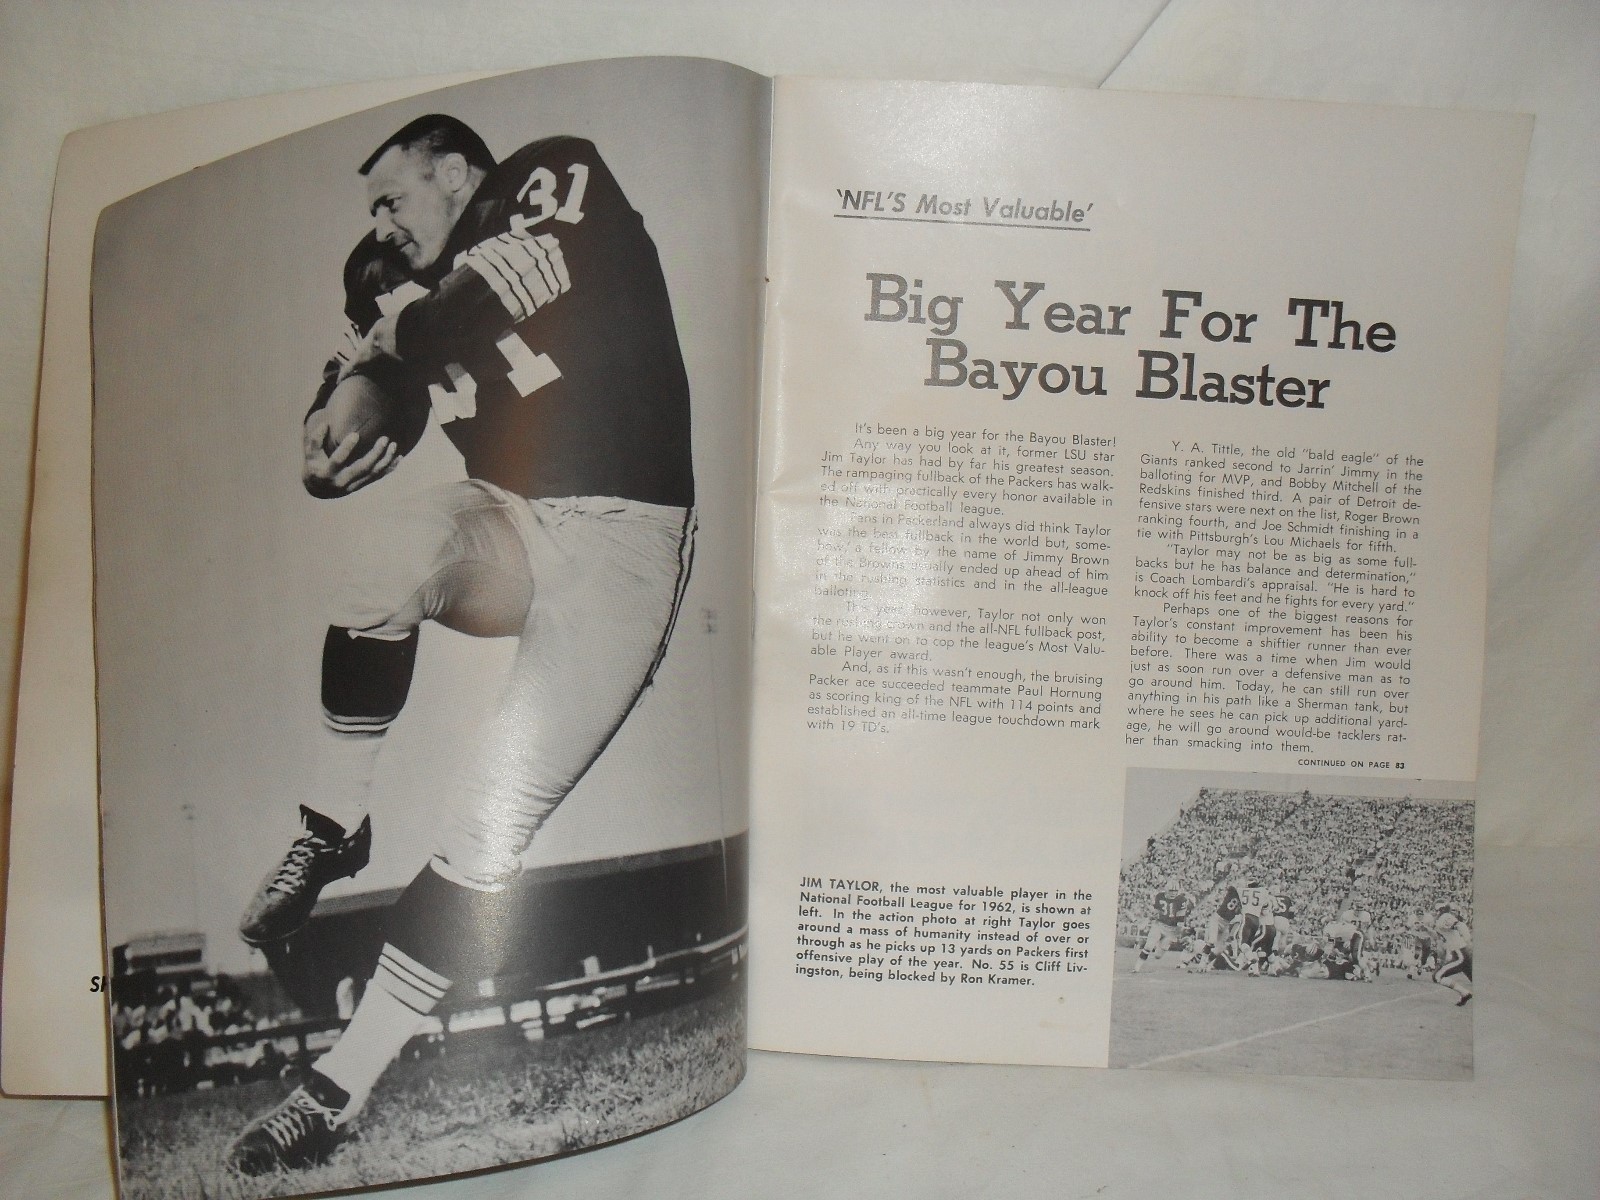 31
31
SH
'NFL'S Most Valuable'
Big Year For The
Bayou Blaster
It's been a big year for the Bayou Blaster!
Any way you look at it, former LSU star
Jim Taylor has had by far his greatest season.
The rampaging fullback of the Packers has walk-
ed off with practically every honor available in
the National Football league.
Fans in Packerland always did think Taylor
was the best fullback in the world but, some-
how, a fellow by the name of Jimmy Brown
of the Browns usually ended up ahead of him
in the rushing statistics and in the all-league
balloting.
This year, however, Taylor not only won
the rushing crown and the all-NFL fullback post,
but he went on to cop the league's Most Valu-
able Player award.
And, as if this wasn't enough, the bruising
Packer ace succeeded teammate Paul Hornung
as scoring king of the NFL with 114 points and
established an all-time league touchdown mark
with 19 TD's.
Y. A. Tittle, the old "bald eagle" of the
Giants ranked second to Jarrin' Jimmy in the
balloting for MVP, and Bobby Mitchell of the
Redskins finished third. A pair of Detroit de-
fensive stars were next on the list, Roger Brown
ranking fourth, and Joe Schmidt finishing in a
tie with Pittsburgh's Lou Michaels for fifth.
"Taylor may not be as big as some full-
backs but he has balance and determination,"
is Coach Lombardi's appraisal. "He is hard to
knock off his feet and he fights for every yard."
Perhaps one of the biggest reasons for
Taylor's constant improvement has been his
ability to become a shiftier runner than ever
before. There was a time when Jim would
just as soon run over a defensive man as to
go around him. Today, he can still run over
anything in his path like a Sherman tank, but
where he sees he can pick up additional yard-
age, he will go around would-be tacklers rat-
her than smacking into them.
CONTINUED ON PAGE 83
JIM TAYLOR, the most valuable player in the
National Football League for 1962, is shown at
left. In the action photo at right Taylor goes
around a mass of humanity instead of over or
through as he picks up 13 yards on Packers first
offensive play of the year. No. 55 is Cliff Liv-
ingston, being blocked by Ron Kramer.
31
55